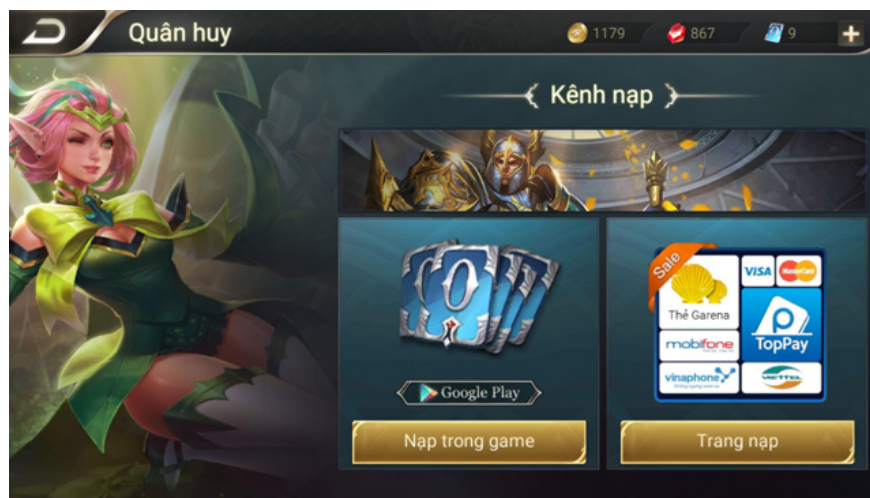 Quân huy
1179
867
9
Kênh nạp
Google Play
Nạp trong game
Sale
Thẻ Garena
VISA
MasterCard
mobifone
TopPay
vinaphone
VIETTEL
Trang nạp